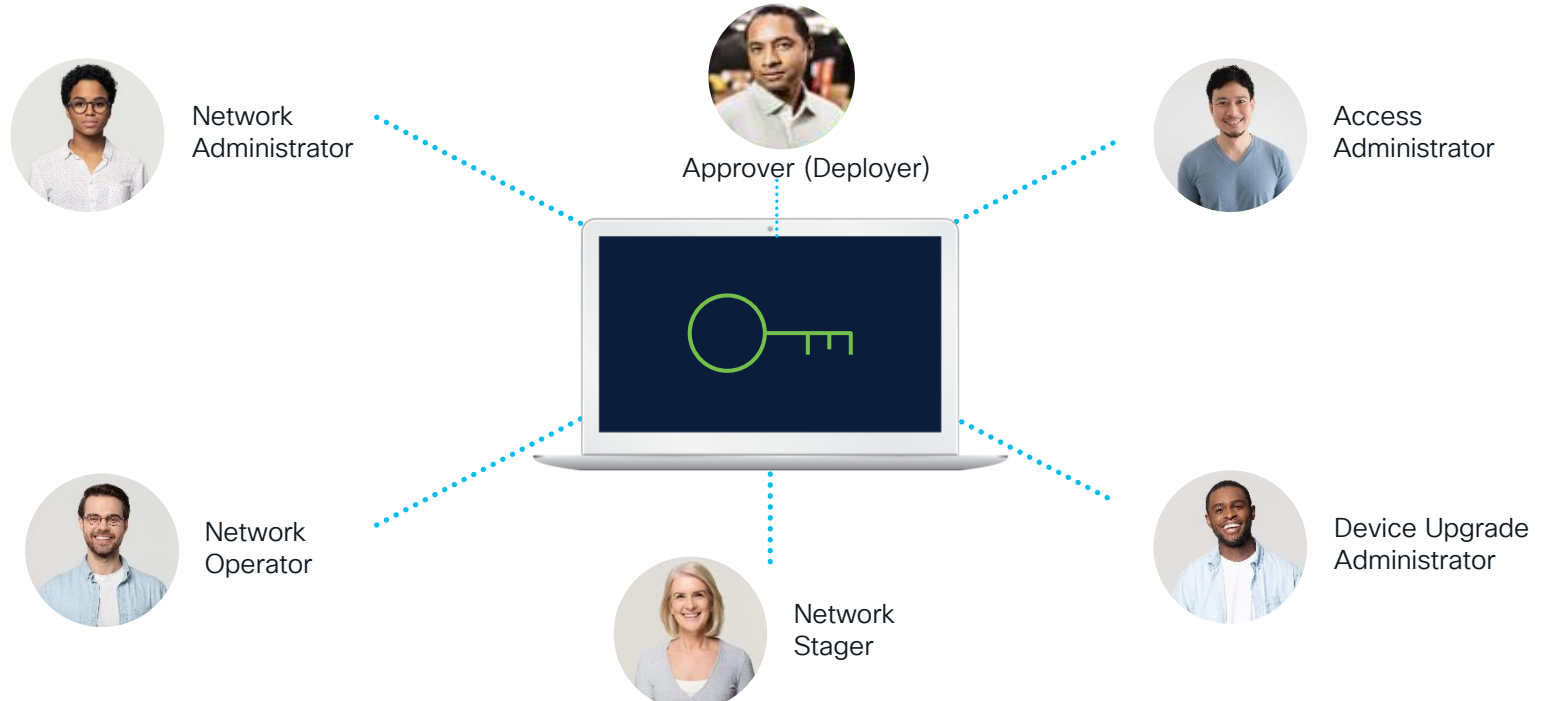 Network
Administrator
Approver (Deployer)
Access
Administrator
Network
Operator
Device Upgrade
Administrator
Network
Stager